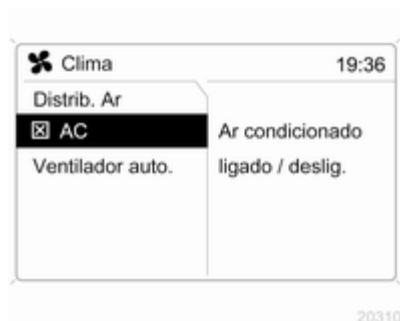 Clima 19:36
Distrib. Ar
AC Ar condicionado
Ventilador auto. ligado / deslig.
20310